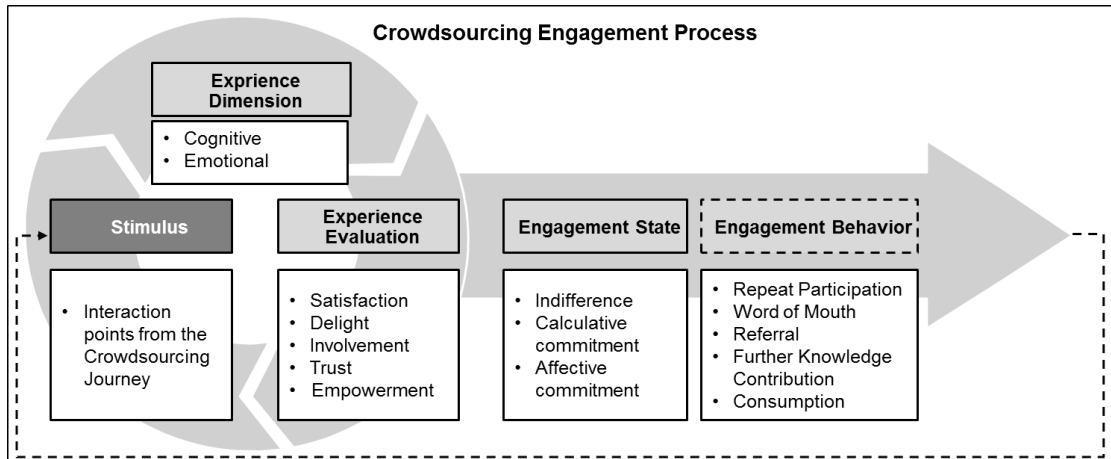 Crowdsourcing Engagement Process
Exprience
Dimension
• Cognitive
• Emotional
Stimulus
• Interaction
points from the
Crowdsourcing
Journey
Experience
Evaluation
• Satisfaction
• Delight
• Involvement
• Trust
• Empowerment
Engagement State
• Indifference
• Calculative
commitment
• Affective
commitment
Engagement Behavior
• Repeat Participation
• Word of Mouth
• Referral
• Further Knowledge
Contribution
• Consumption